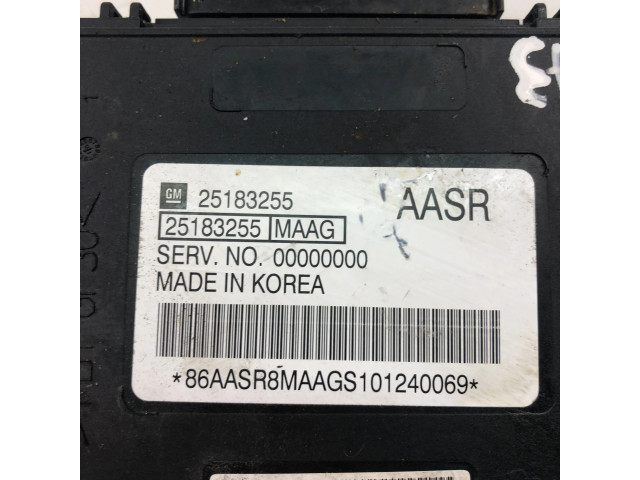 GM 25183255 AASR
25183255 MAAG
SERV. NO. 00000000
MADE IN KOREA
*86AASR8MAAGS101240069*